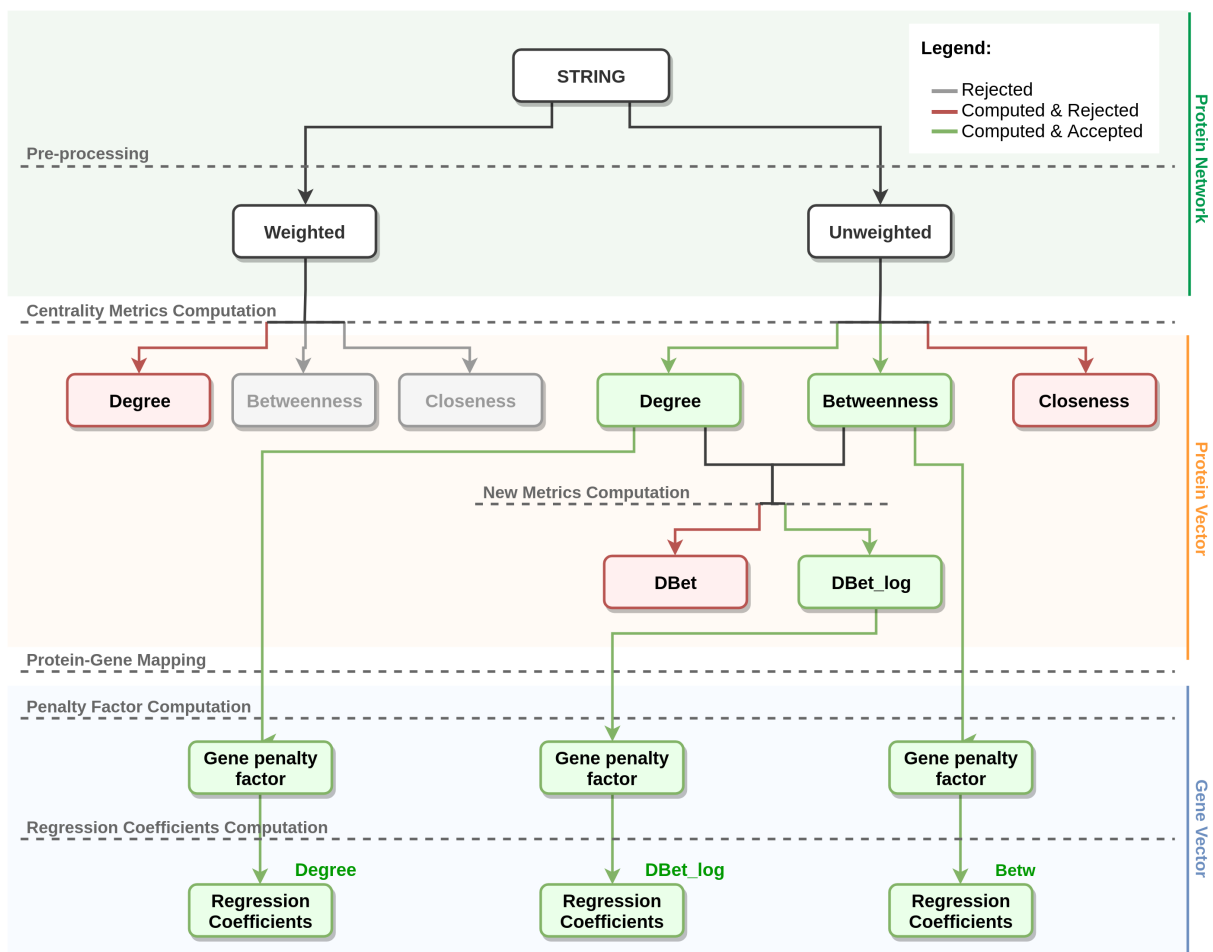 STRING
Legend:
Rejected
Computed & Rejected
Computed & Accepted
Protein Network
Pre-processing
Weighted
Unweighted
Centrality Metrics Computation
Degree
Betweenness
Closeness
Degree
Betweenness
Closeness
Protein Vector
New Metrics Computation
DBet
DBet_log
Protein-Gene Mapping
Penalty Factor Computation
Gene penalty
factor
Gene penalty
factor
Gene penalty
factor
Gene Vector
Regression Coefficients Computation
Degree
DBet_log
Betw
Regression
Coefficients
Regression
Coefficients
Regression
Coefficients